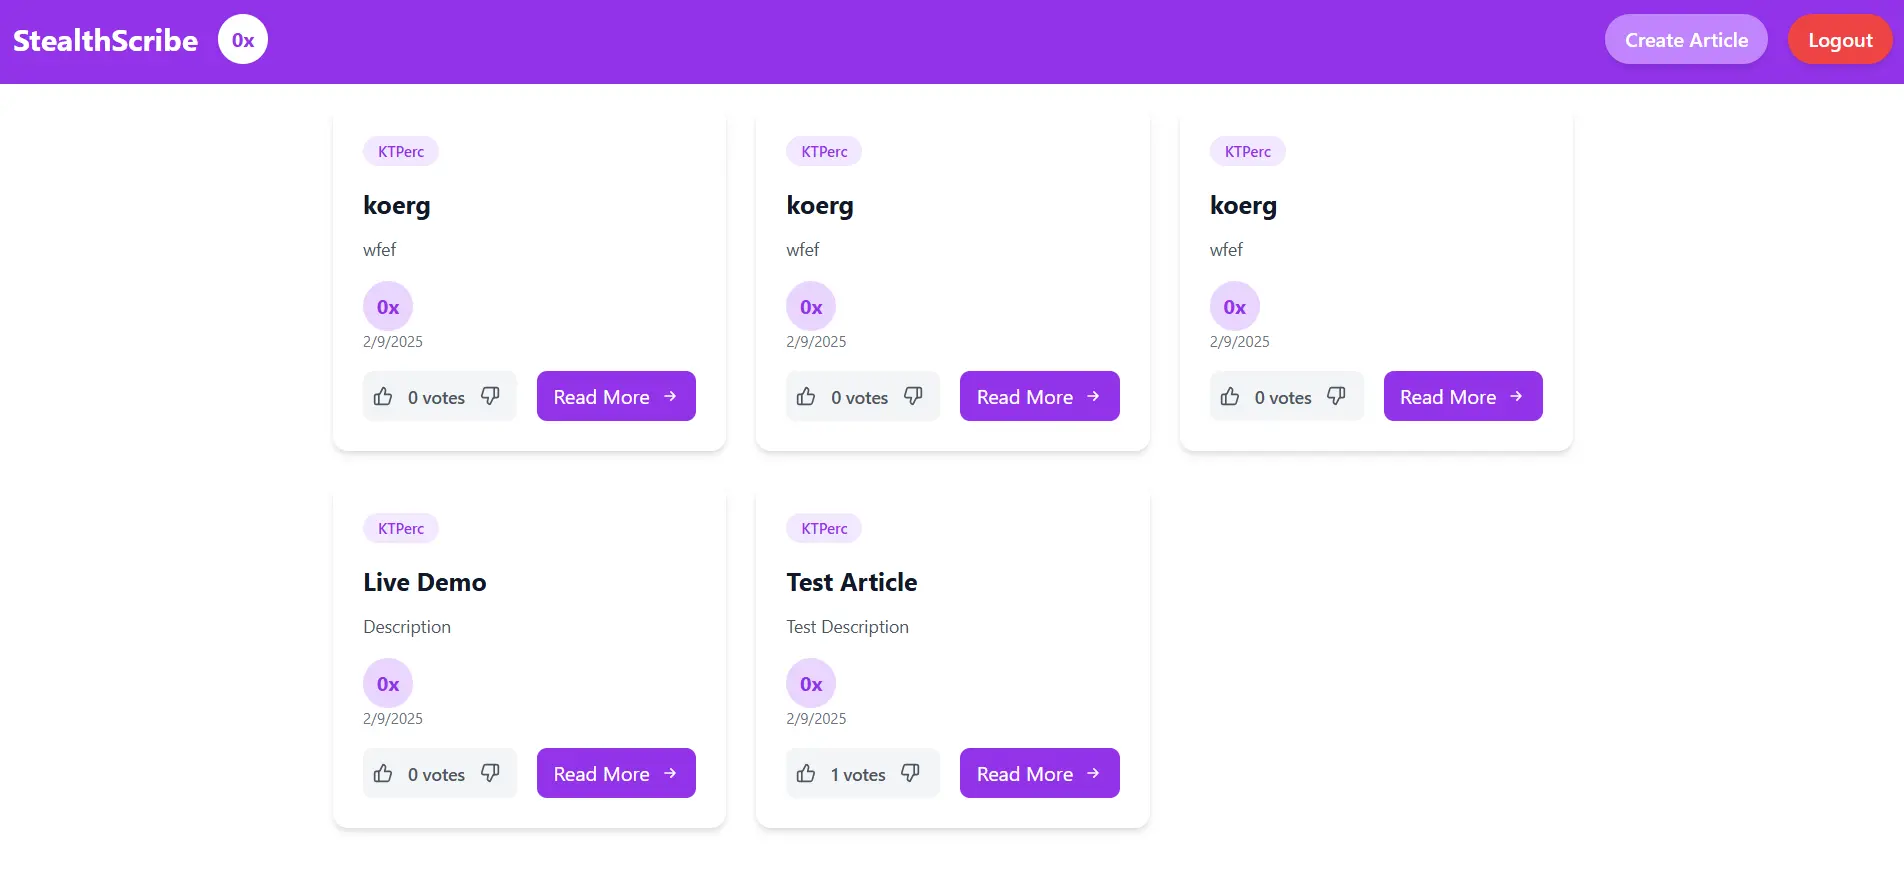 StealthScribe 0x Create Article Logout
KTPerc
koerg
wfef
0x
2/9/2025
0 votes Read More →
KTPerc
koerg
wfef
0x
2/9/2025
0 votes Read More →
KTPerc
koerg
wfef
0x
2/9/2025
0 votes Read More →
KTPerc
Live Demo
Description
0x
2/9/2025
0 votes Read More →
KTPerc
Test Article
Test Description
0x
2/9/2025
1 votes Read More →